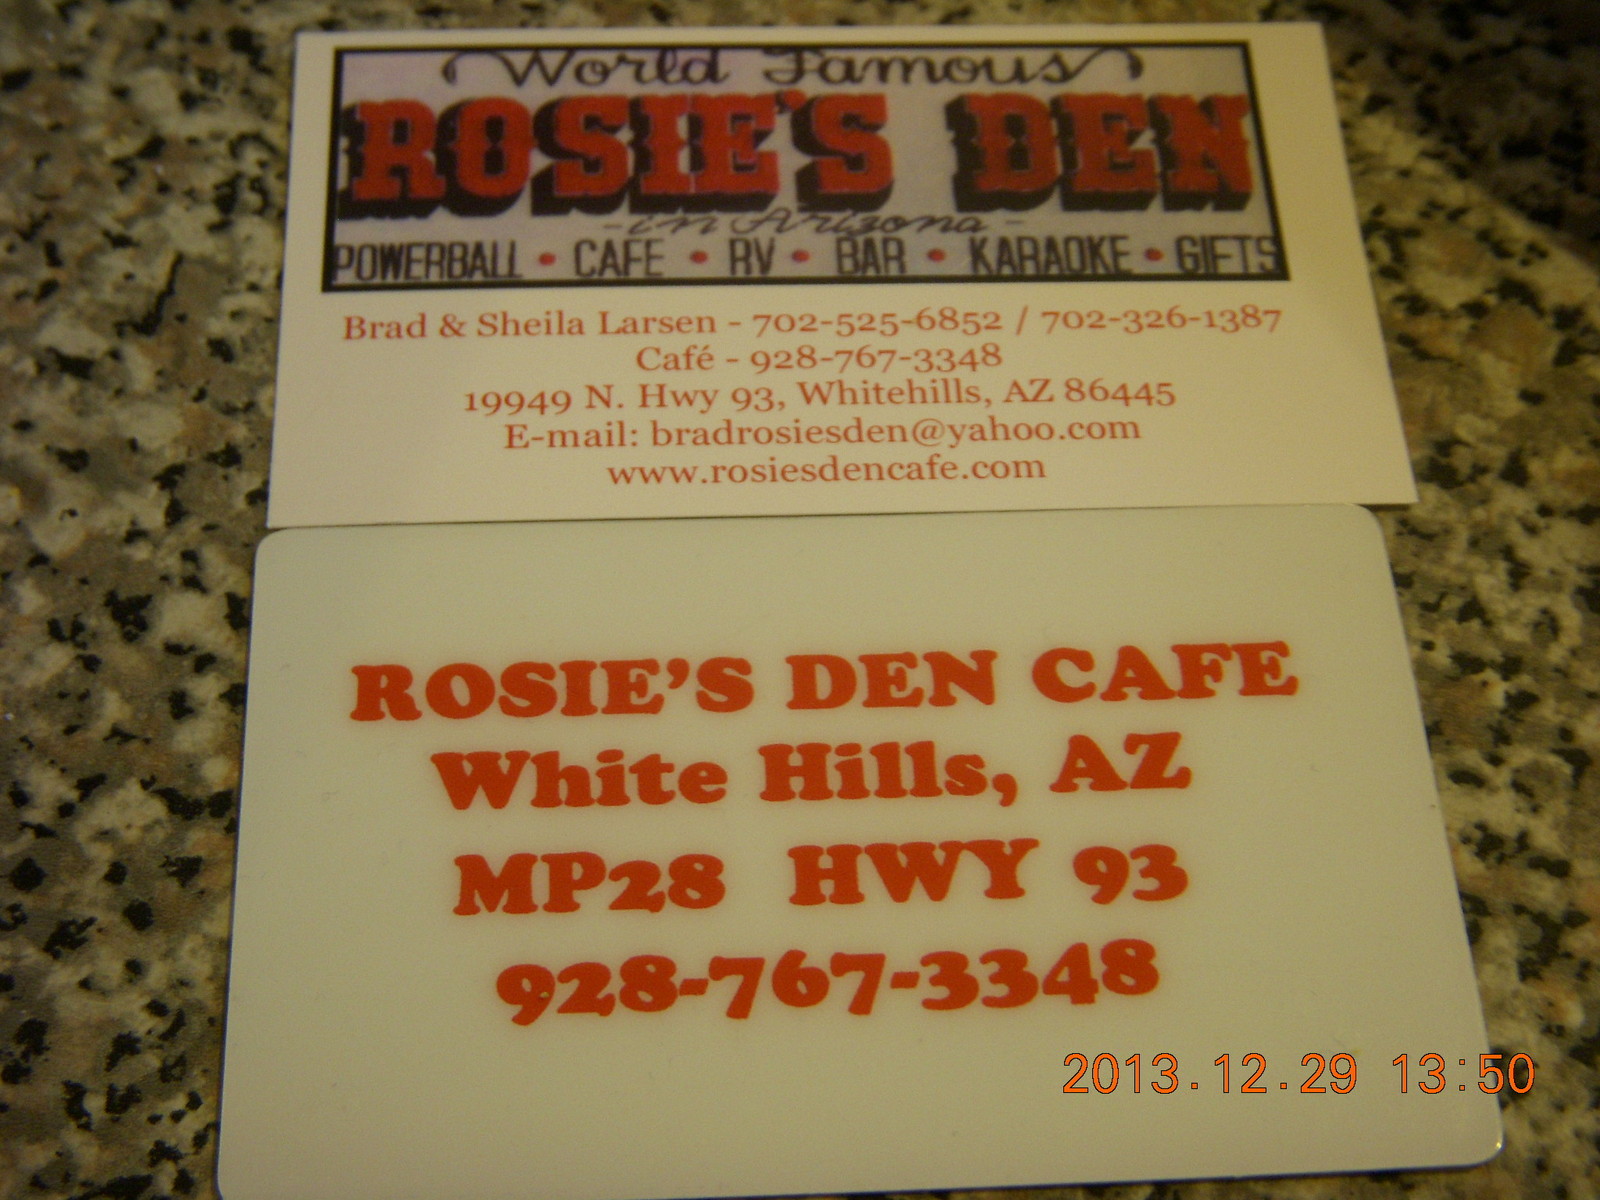 World Famous
ROSIE'S DEN
-in Arizona-
POWERBALL • CAFE • RV • BAR • KARAOKE • GIFTS
Brad & Sheila Larsen - 702-525-6852 / 702-326-1387
Café - 928-767-3348
19949 N. Hwy 93, Whitehills, AZ 86445
E-mail: bradrosiesden@yahoo.com
www.rosiesdencafe.com
ROSIE'S DEN CAFE
White Hills, AZ
MP28 HWY 93
928-767-3348
2013.12.29 13:50